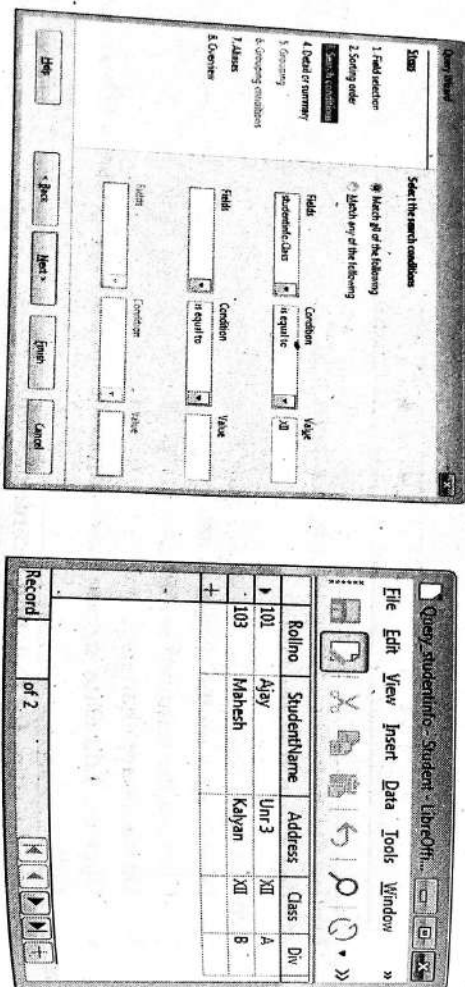 Query Wizard
Steps
1. Field selection
2. Sorting order
3. Search conditions
4. Detail or summary
5. Grouping
6. Grouping conditions
7. Aliases
8. Overview
Select the search conditions
Match all of the following
Match any of the following
Fields Condition Value
studentinfo.Class is equal to XII
Fields Condition Value
is equal to
Fields Condition Value
Help < Back Next > Finish Cancel
Query_studentinfo - Student - LibreOffi...
File Edit View Insert Data Tools Window »
Rollno StudentName Address Class Div
101 Ajay Unr 3 XII A
103 Mahesh Kalyan XII B
Record of 2